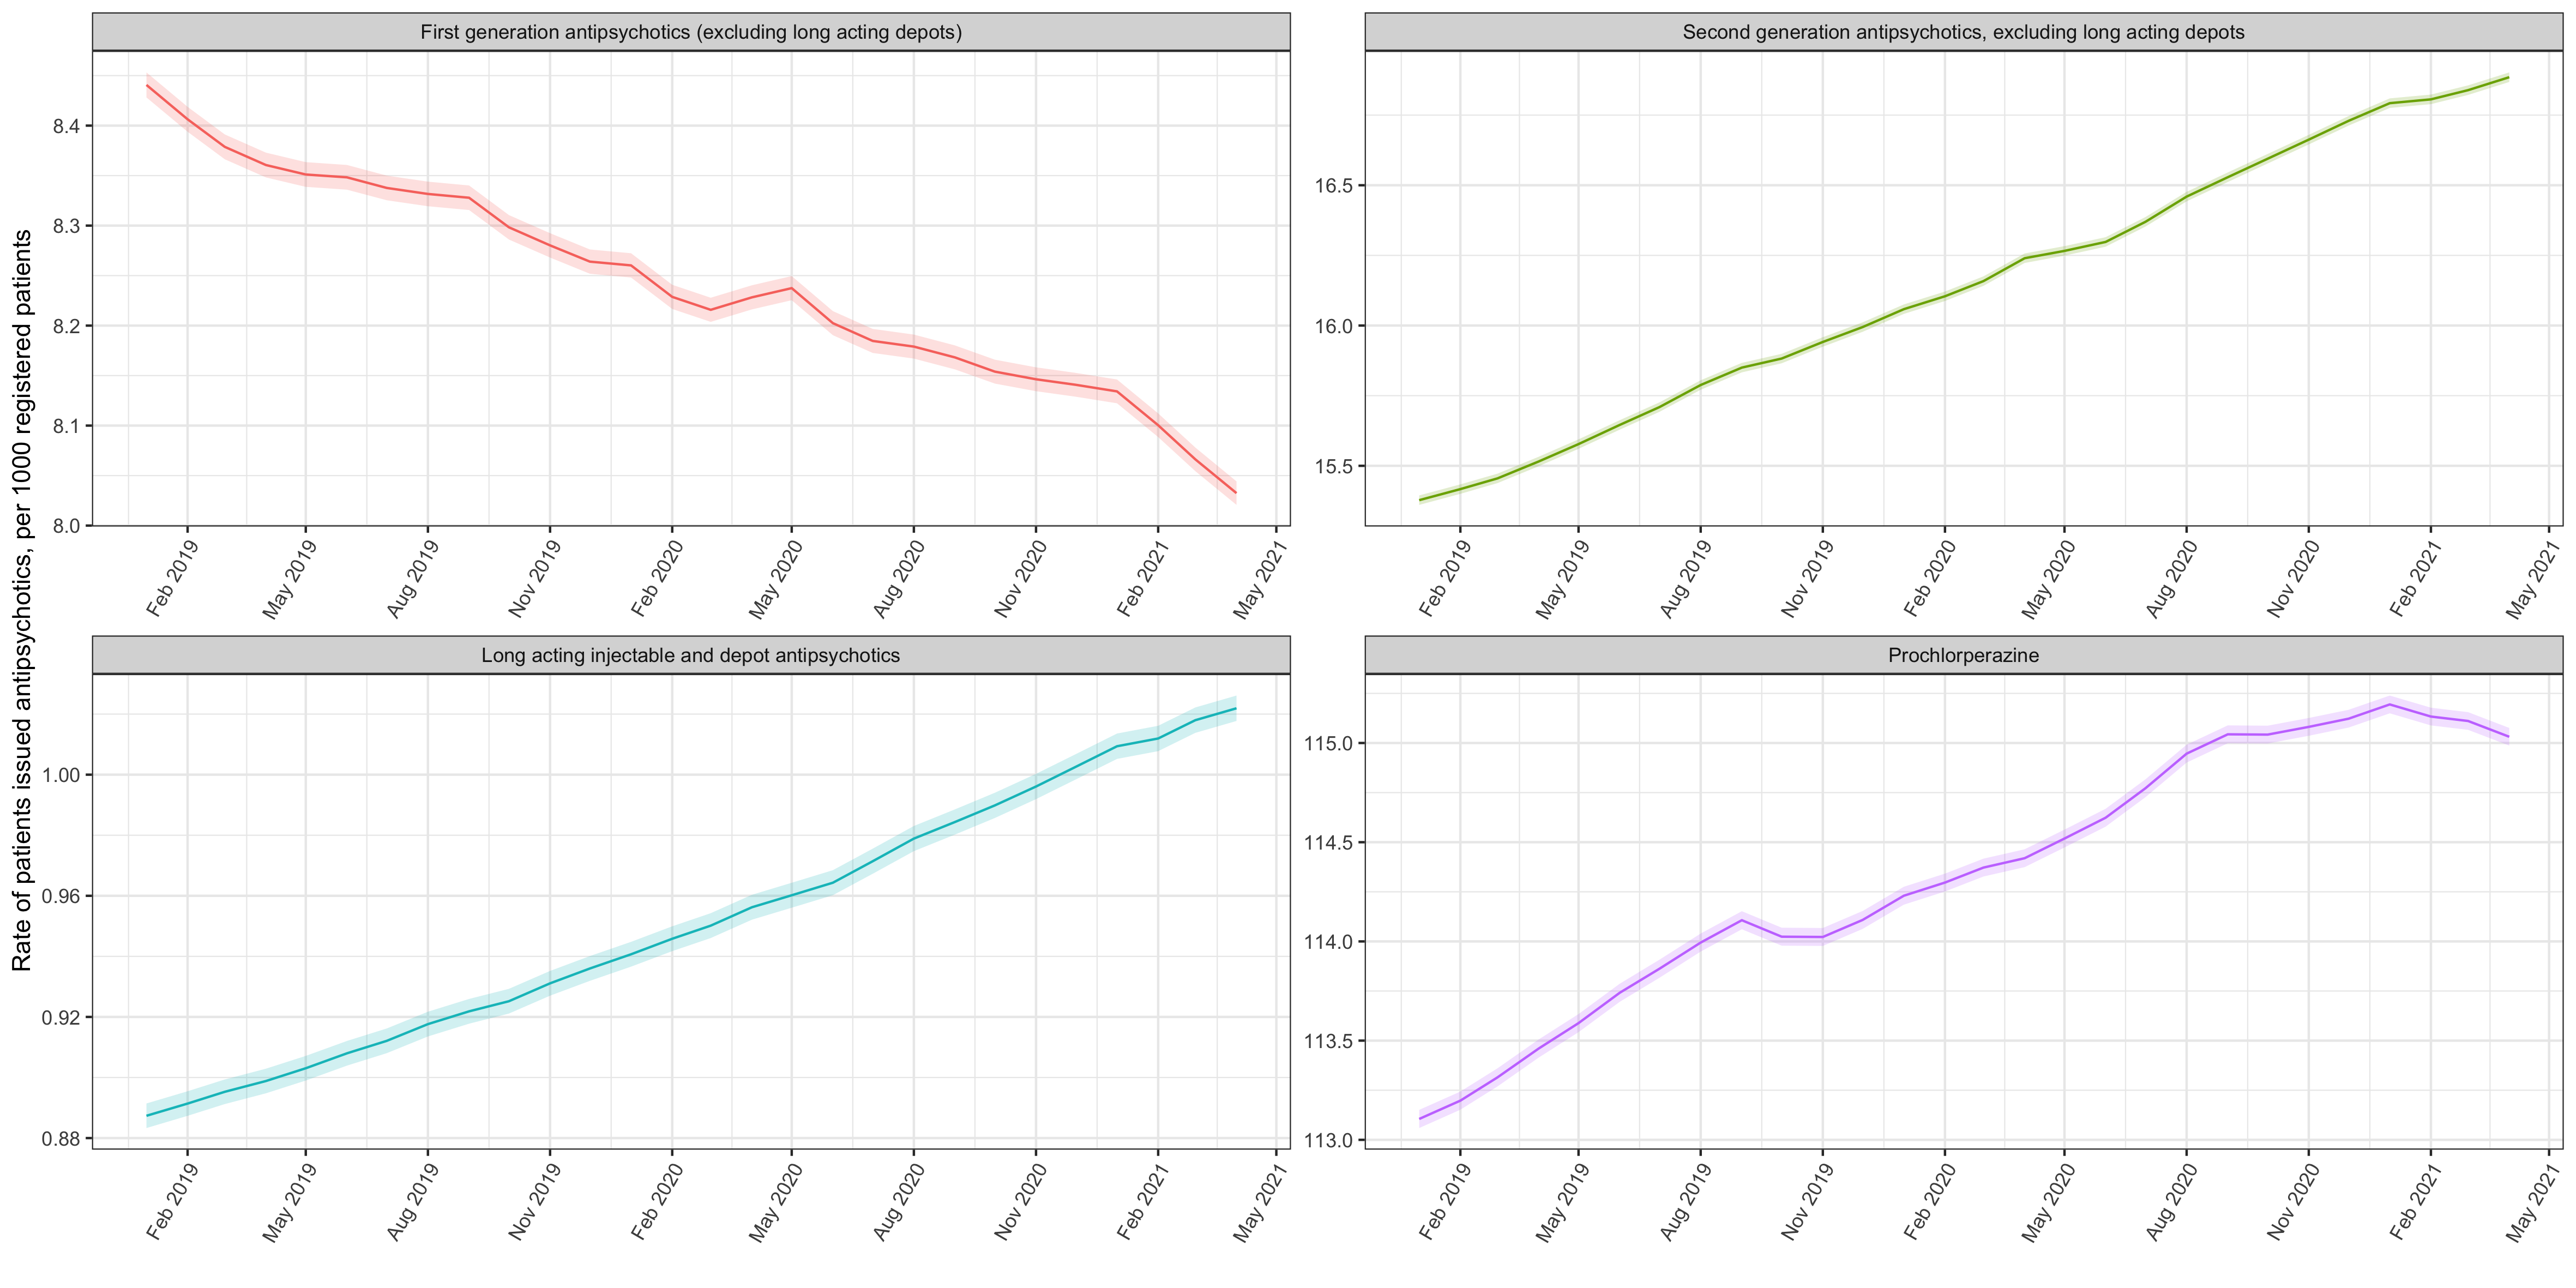 Rate of patients issued antipsychotics, per 1000 registered patients
First generation antipsychotics (excluding long acting depots)
8.4
8.3
8.2
8.1
8.0
Feb 2019
May 2019
Aug 2019
Nov 2019
Feb 2020
May 2020
Aug 2020
Nov 2020
Feb 2021
May 2021
Second generation antipsychotics, excluding long acting depots
16.5
16.0
15.5
Feb 2019
May 2019
Aug 2019
Nov 2019
Feb 2020
May 2020
Aug 2020
Nov 2020
Feb 2021
May 2021
Long acting injectable and depot antipsychotics
1.00
0.96
0.92
0.88
Feb 2019
May 2019
Aug 2019
Nov 2019
Feb 2020
May 2020
Aug 2020
Nov 2020
Feb 2021
May 2021
Prochlorperazine
115.0
114.5
114.0
113.5
113.0
Feb 2019
May 2019
Aug 2019
Nov 2019
Feb 2020
May 2020
Aug 2020
Nov 2020
Feb 2021
May 2021